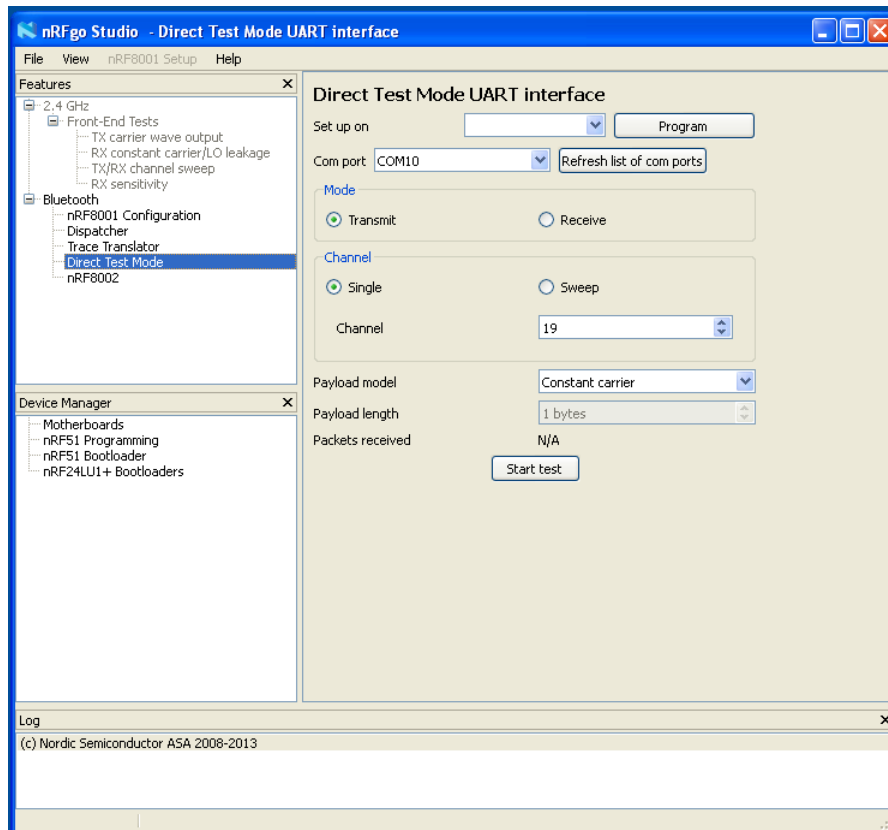 nRFgo Studio - Direct Test Mode UART interface
File View nRF8001 Setup Help
Features
2.4 GHz
Front-End Tests
TX carrier wave output
RX constant carrier/LO leakage
TX/RX channel sweep
RX sensitivity
Bluetooth
nRF8001 Configuration
Dispatcher
Trace Translator
Direct Test Mode
nRF8002
Device Manager
Motherboards
nRF51 Programming
nRF51 Bootloader
nRF24LU1+ Bootloaders
Direct Test Mode UART interface
Set up on Program
Com port COM10 Refresh list of com ports
Mode
Transmit Receive
Channel
Single Sweep
Channel 19
Payload model Constant carrier
Payload length 1 bytes
Packets received N/A
Start test
Log
(c) Nordic Semiconductor ASA 2008-2013